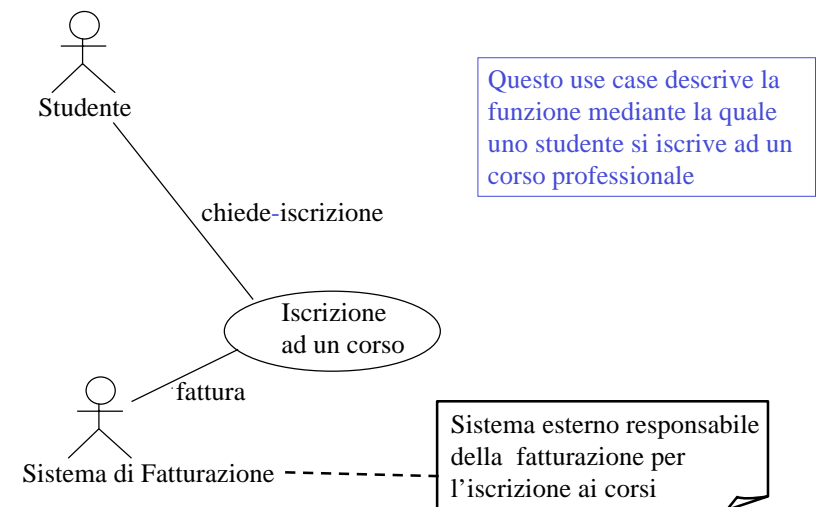 Studente
Questo use case descrive la
funzione mediante la quale
uno studente si iscrive ad un
corso professionale
chiede-iscrizione
Iscrizione
ad un corso
fattura
Sistema di Fatturazione
Sistema esterno responsabile
della fatturazione per
l’iscrizione ai corsi